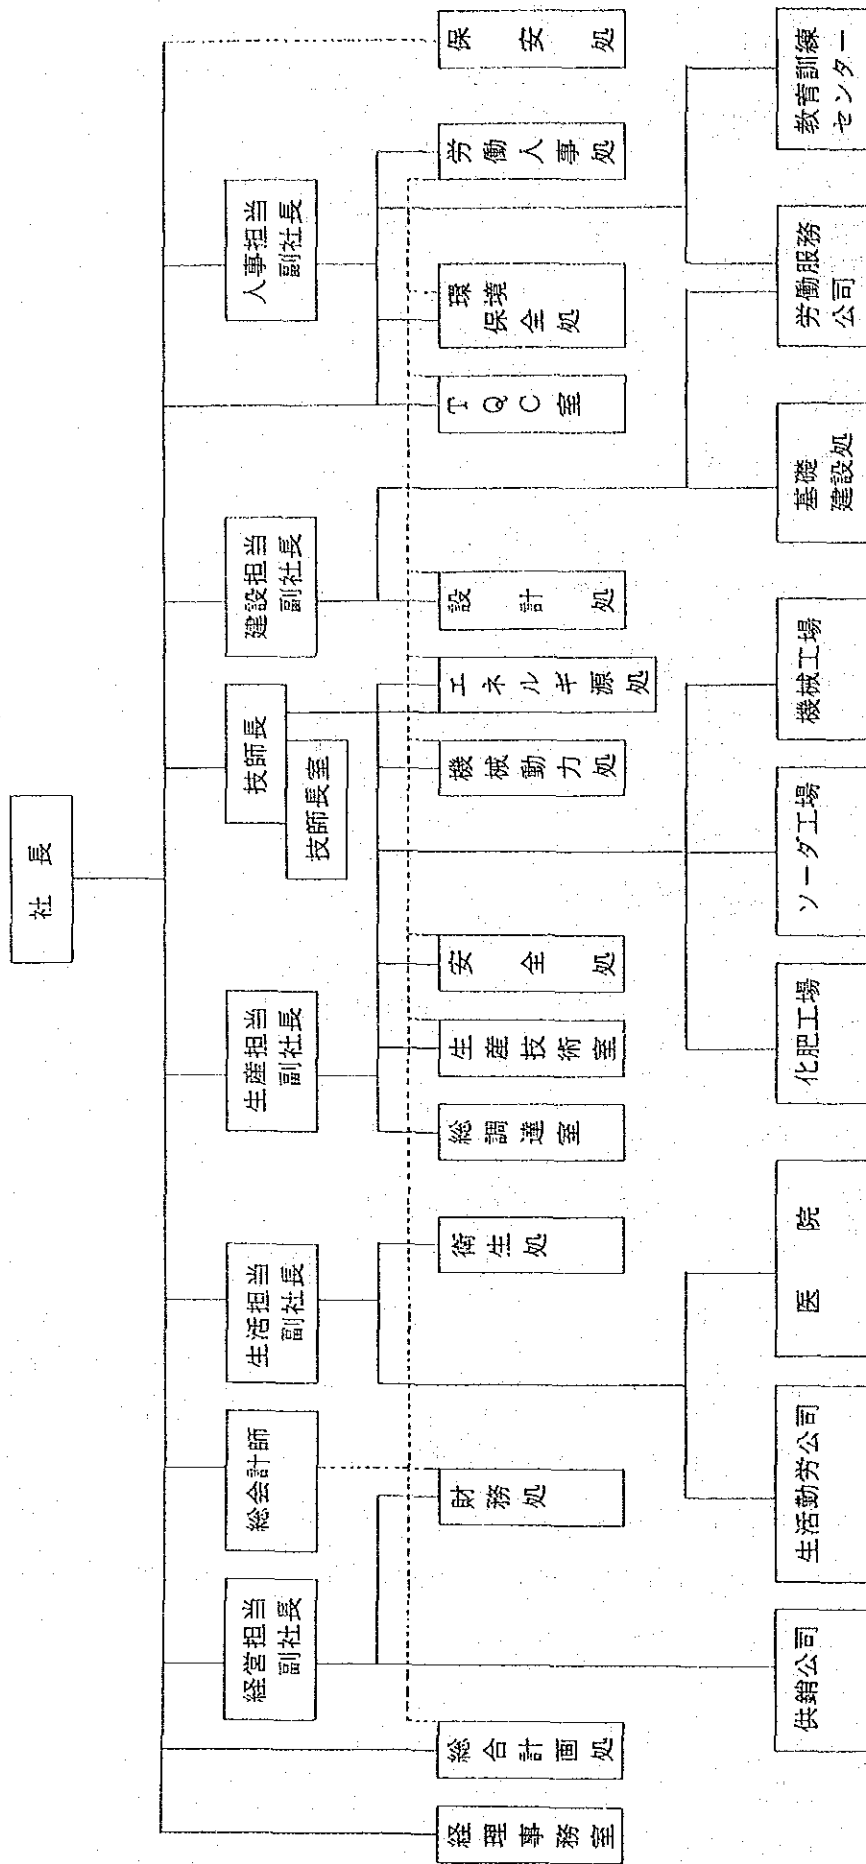 社長
経営担当
副社長
総会計師
生活担当
副社長
生産担当
副社長
技師長
技師長室
建設担当
副社長
人事担当
副社長
経理事務室
総合計画処
財務処
衛生処
総調達室
生産技術室
安全処
機械動力処
エネルギ源処
設計処
TQC室
環境
保全処
労働人事処
保安処
供銷公司
生活勤労公司
医院
化肥工場
ソーダ工場
機械工場
基礎
建設処
労働服務
公司
教育訓練
センター